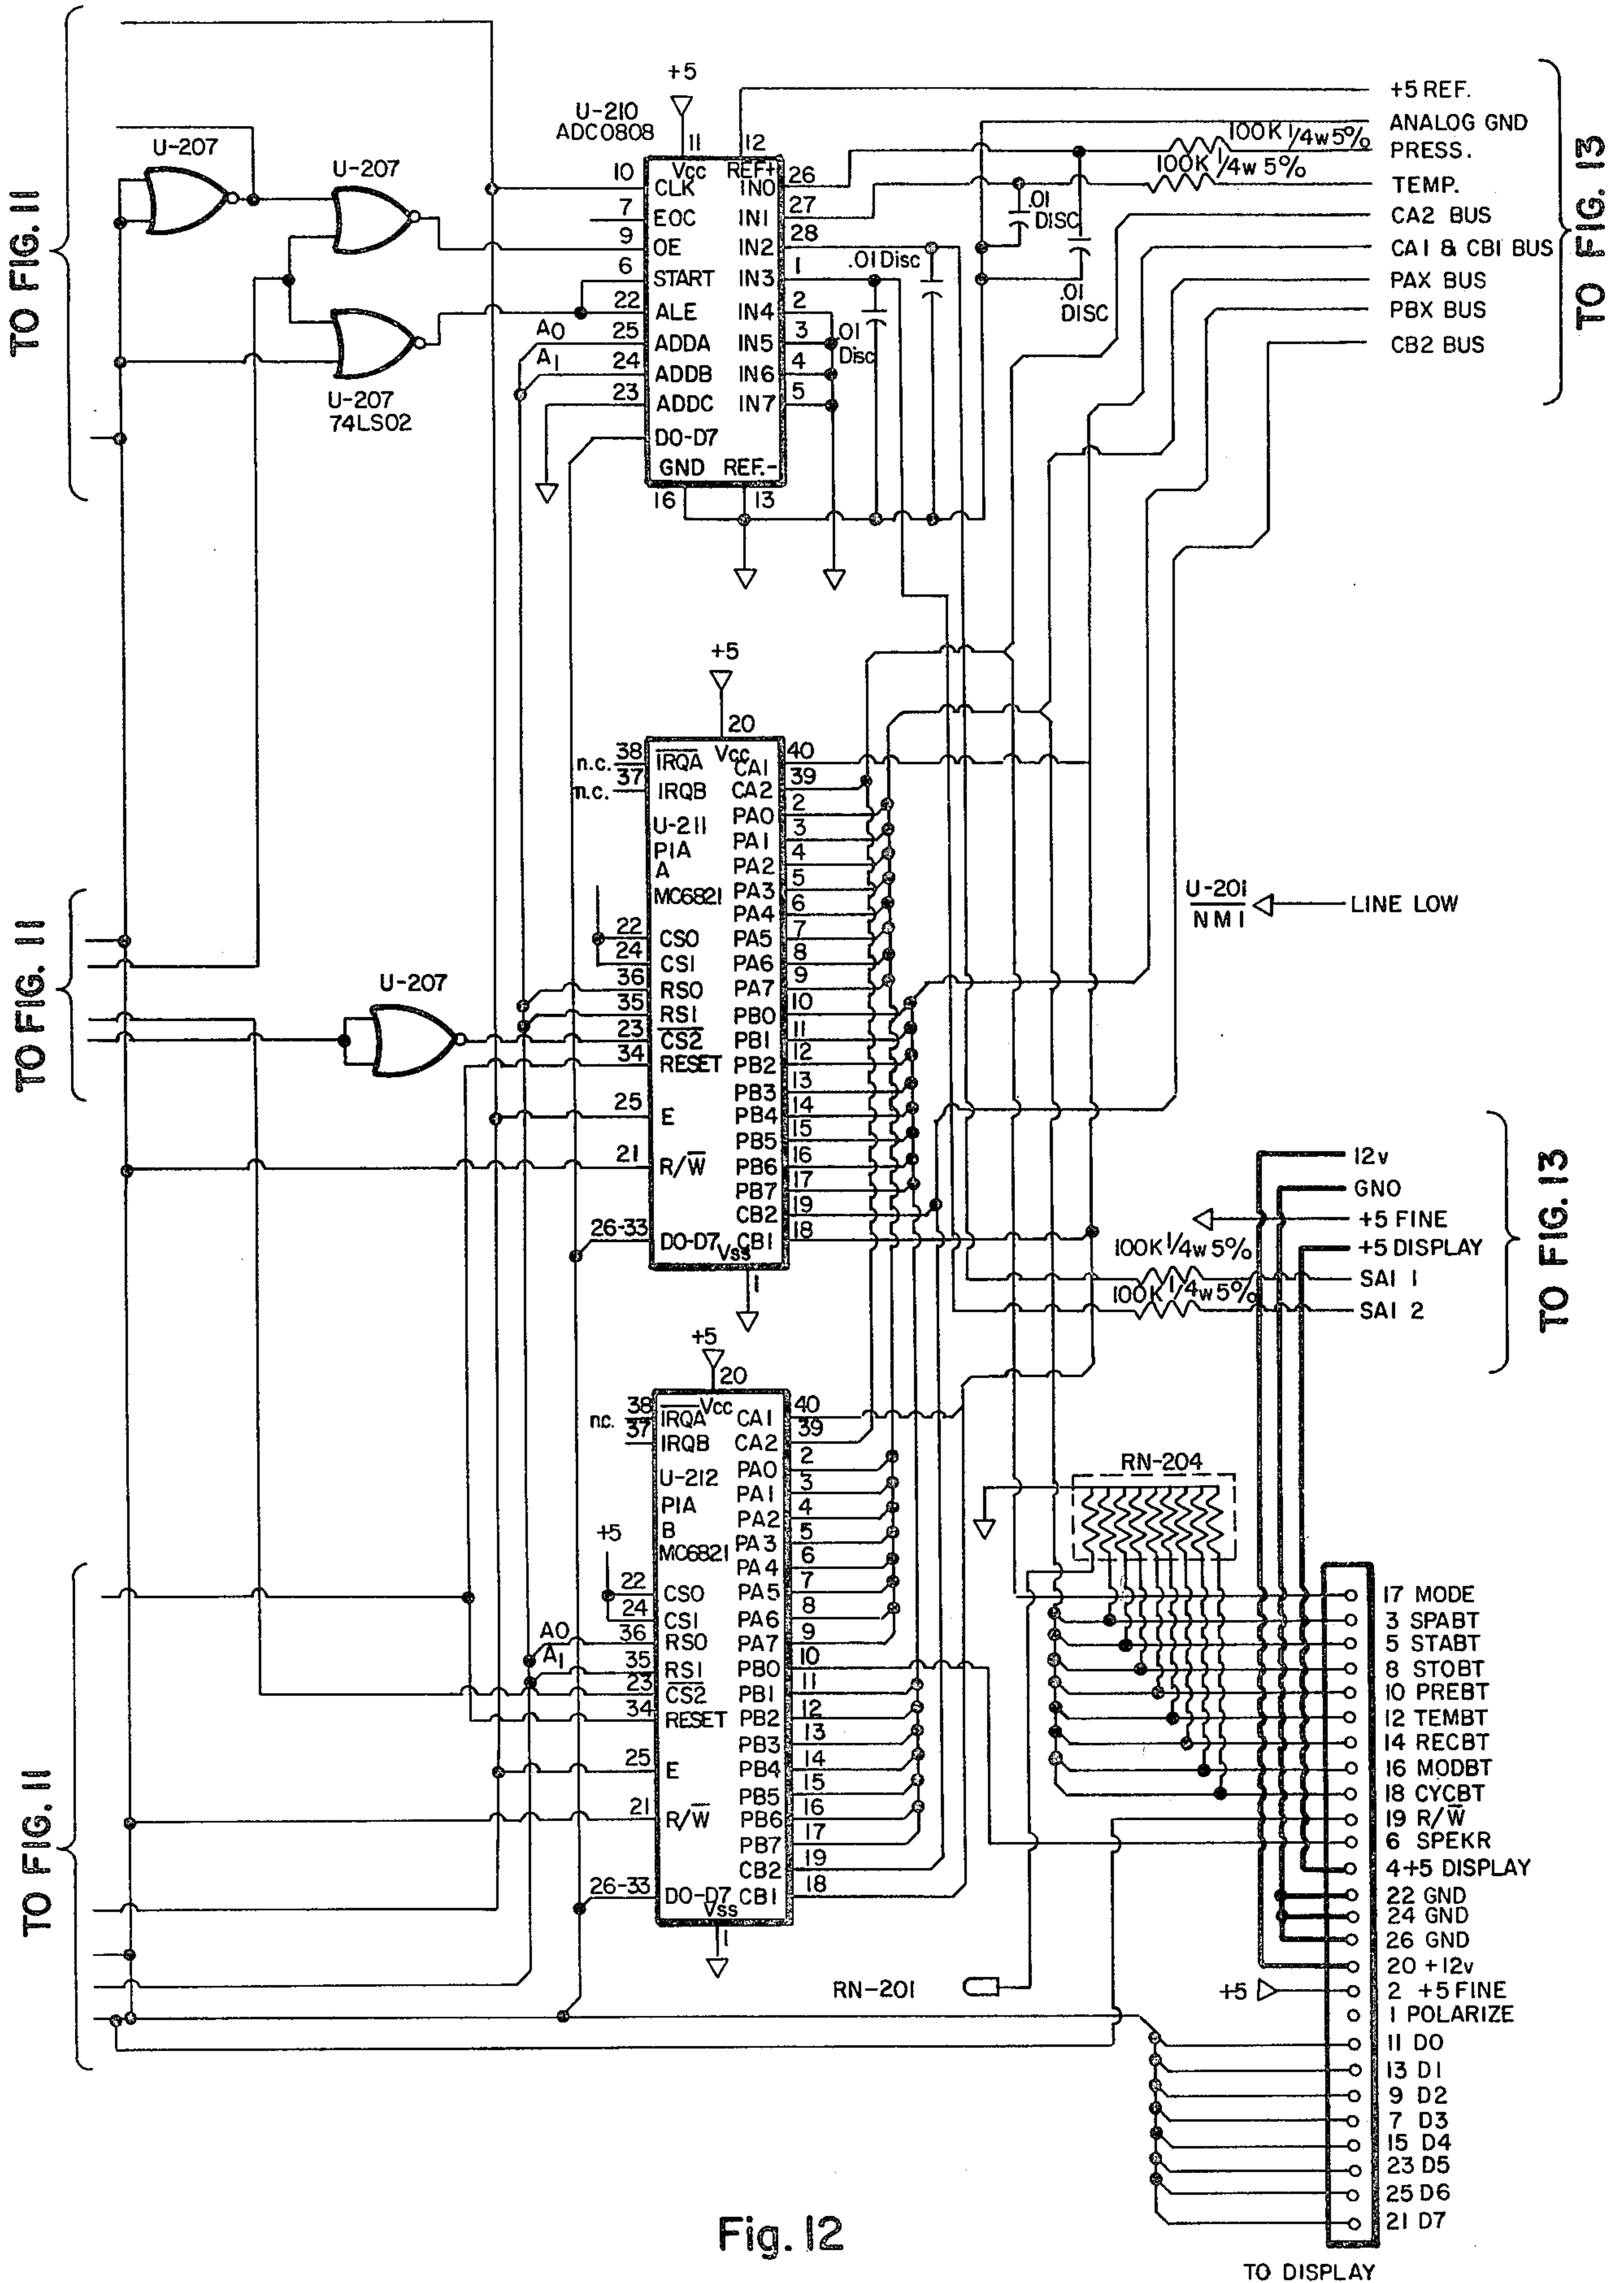 TO FIG. 11
U-207
U-207
U-207
74LS02
+5
U-210
ADC0808
11
12
Vcc
REF+
10 CLK
7 EOC
9 OE
6 START
22 ALE
A0 25 ADDA
A1 24 ADDB
23 ADDC
D0-D7
GND REF.-
16
13
IN0 26
IN1 27
IN2 28
IN3 1
IN4 2
IN5 3
IN6 4
IN7 5
.01 Disc
.01
Disc
.01
DISC
.01
DISC
100K 1/4w 5%
100K 1/4w 5%
+5 REF.
ANALOG GND
PRESS.
TEMP.
CA2 BUS
CA1 & CB1 BUS
PAX BUS
PBX BUS
CB2 BUS
TO FIG. 13
+5
20
Vcc
n.c. 38 IRQA
n.c. 37 IRQB
U-211
PIA
A
MC6821
22 CS0
24 CS1
36 RS0
35 RS1
23 CS2
34 RESET
25 E
21 R/W
26-33 D0-D7
Vss
1
CA1 40
CA2 39
PA0 2
PA1 3
PA2 4
PA3 5
PA4 6
PA5 7
PA6 8
PA7 9
PB0 10
PB1 11
PB2 12
PB3 13
PB4 14
PB5 15
PB6 16
PB7 17
CB2 19
CB1 18
TO FIG. 11
U-207
U-201
NMI
LINE LOW
12v
GNO
+5 FINE
+5 DISPLAY
SAI 1
SAI 2
100K 1/4w 5%
100K 1/4w 5%
TO FIG. 13
+5
20
Vcc
n.c. 38 IRQA
37 IRQB
U-212
PIA
B
MC6821
+5
22 CS0
24 CS1
A0 36 RS0
A1 35 RS1
23 CS2
34 RESET
25 E
21 R/W
26-33 D0-D7
Vss
1
CA1 40
CA2 39
PA0 2
PA1 3
PA2 4
PA3 5
PA4 6
PA5 7
PA6 8
PA7 9
PB0 10
PB1 11
PB2 12
PB3 13
PB4 14
PB5 15
PB6 16
PB7 17
CB2 19
CB1 18
TO FIG. 11
RN-204
RN-201
+5
17 MODE
3 SPABT
5 STABT
8 STOBT
10 PREBT
12 TEMBT
14 RECBT
16 MODBT
18 CYCBT
19 R/W
6 SPEKR
4 +5 DISPLAY
22 GND
24 GND
26 GND
20 +12v
2 +5 FINE
1 POLARIZE
11 D0
13 D1
9 D2
7 D3
15 D4
23 D5
25 D6
21 D7
TO DISPLAY
Fig. 12